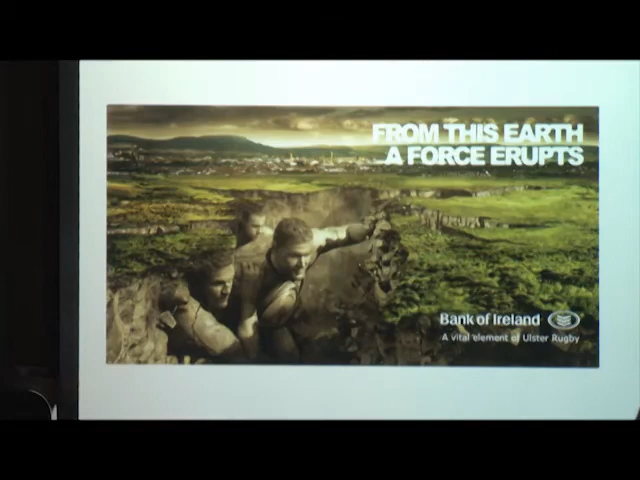 FROM THIS EARTH
A FORCE ERUPTS
Bank of Ireland
A vital element of Ulster Rugby